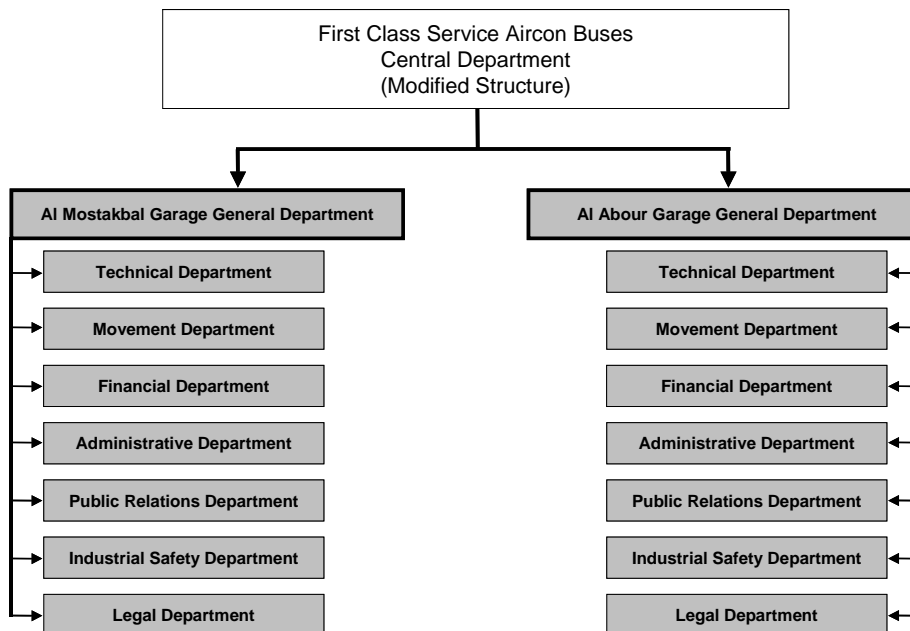 First Class Service Aircon Buses
Central Department
(Modified Structure)
Al Mostakbal Garage General Department
Technical Department
Movement Department
Financial Department
Administrative Department
Public Relations Department
Industrial Safety Department
Legal Department
Al Abour Garage General Department
Technical Department
Movement Department
Financial Department
Administrative Department
Public Relations Department
Industrial Safety Department
Legal Department